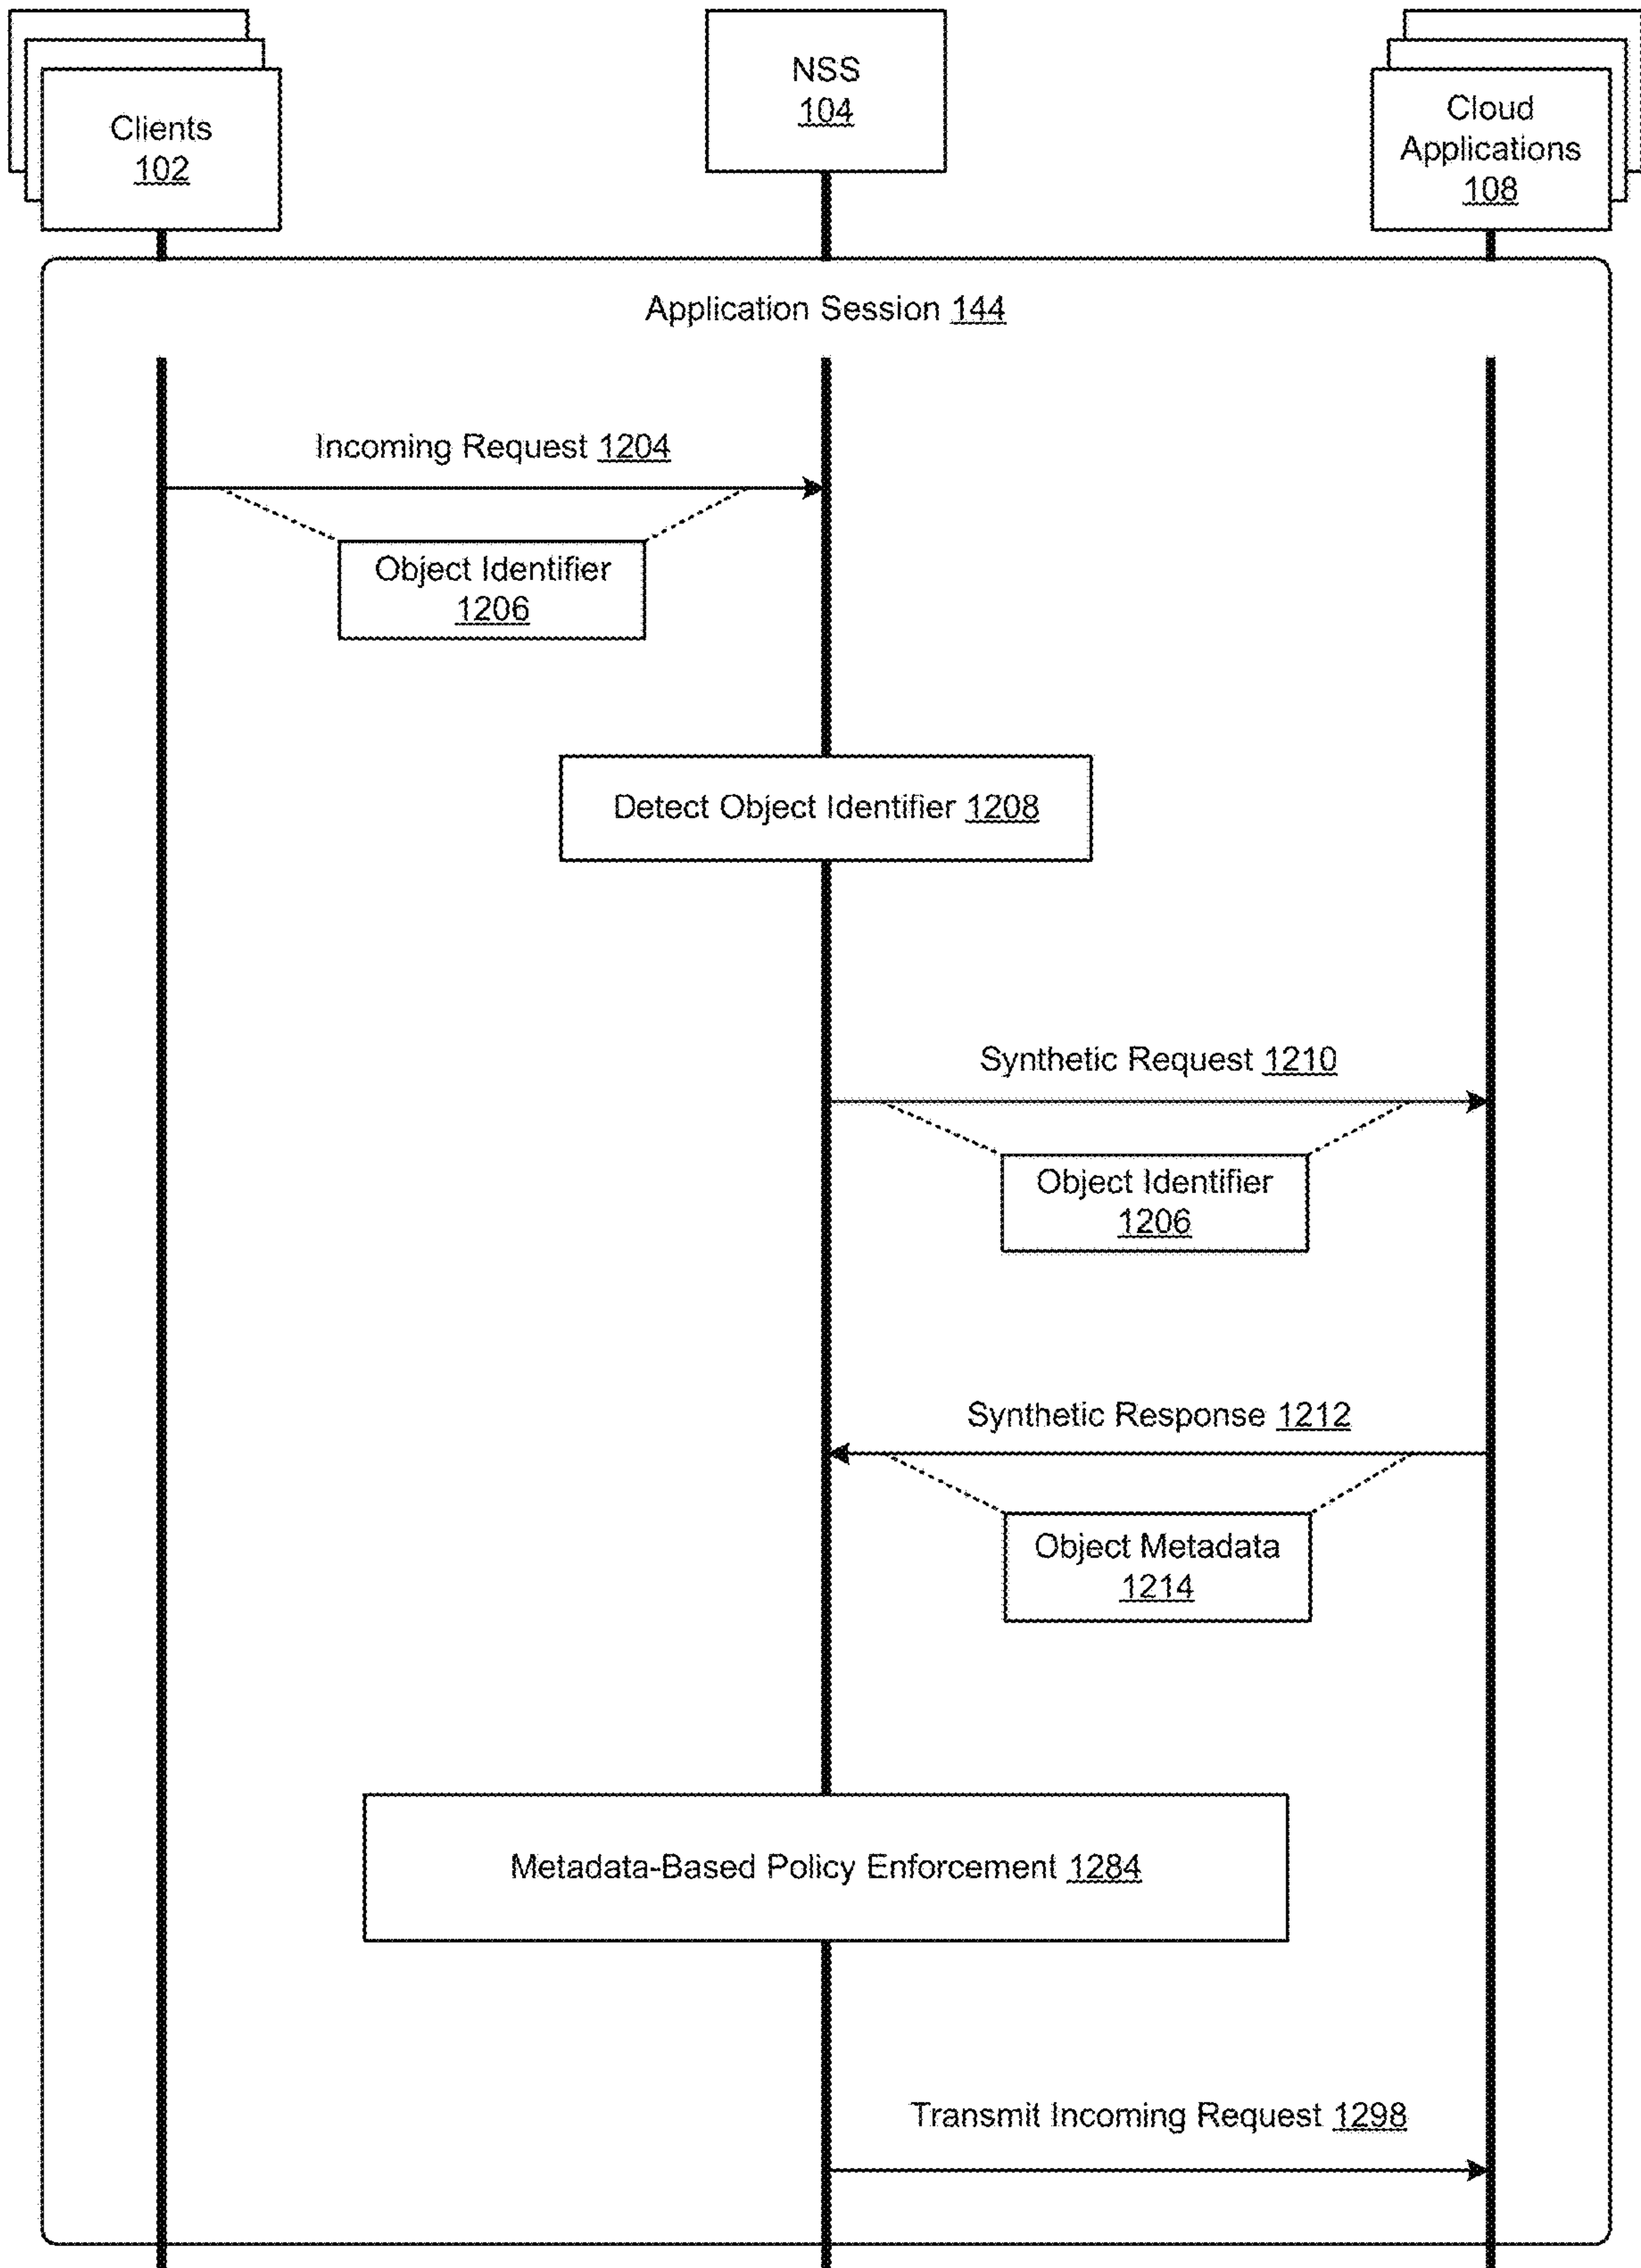 Clients
102
NSS
104
Cloud
Applications
108
Application Session 144
Incoming Request 1204
Object Identifier
1206
Detect Object Identifier 1208
Synthetic Request 1210
Object Identifier
1206
Synthetic Response 1212
Object Metadata
1214
Metadata-Based Policy Enforcement 1284
Transmit Incoming Request 1298